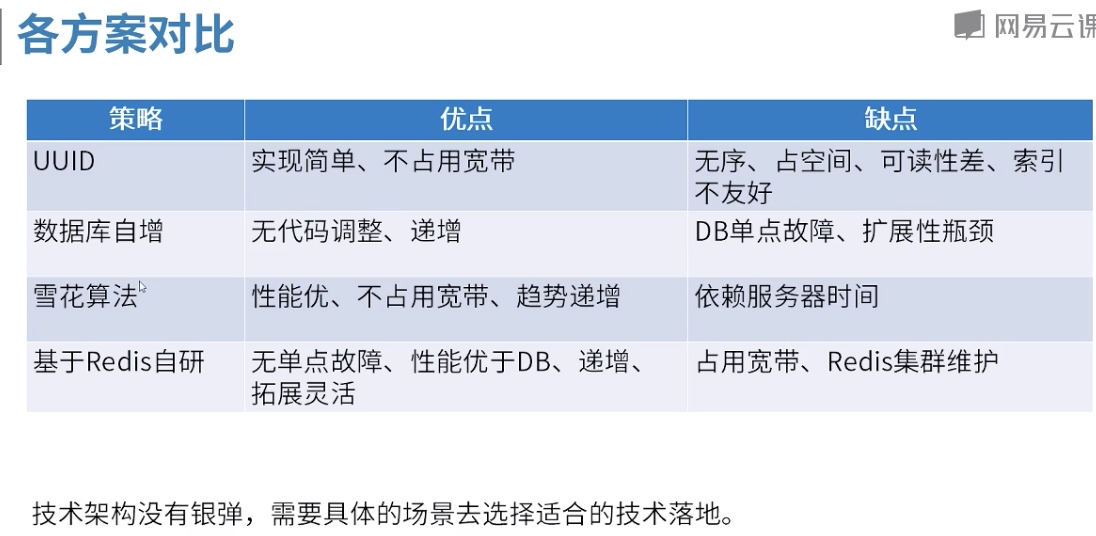 各方案对比
网易云课
策略 优点 缺点
UUID 实现简单、不占用宽带 无序、占空间、可读性差、索引
不友好
数据库自增 无代码调整、递增 DB单点故障、扩展性瓶颈
雪花算法 性能优、不占用宽带、趋势递增 依赖服务器时间
基于Redis自研 无单点故障、性能优于DB、递增、 占用宽带、Redis集群维护
拓展灵活
技术架构没有银弹，需要具体的场景去选择适合的技术落地。